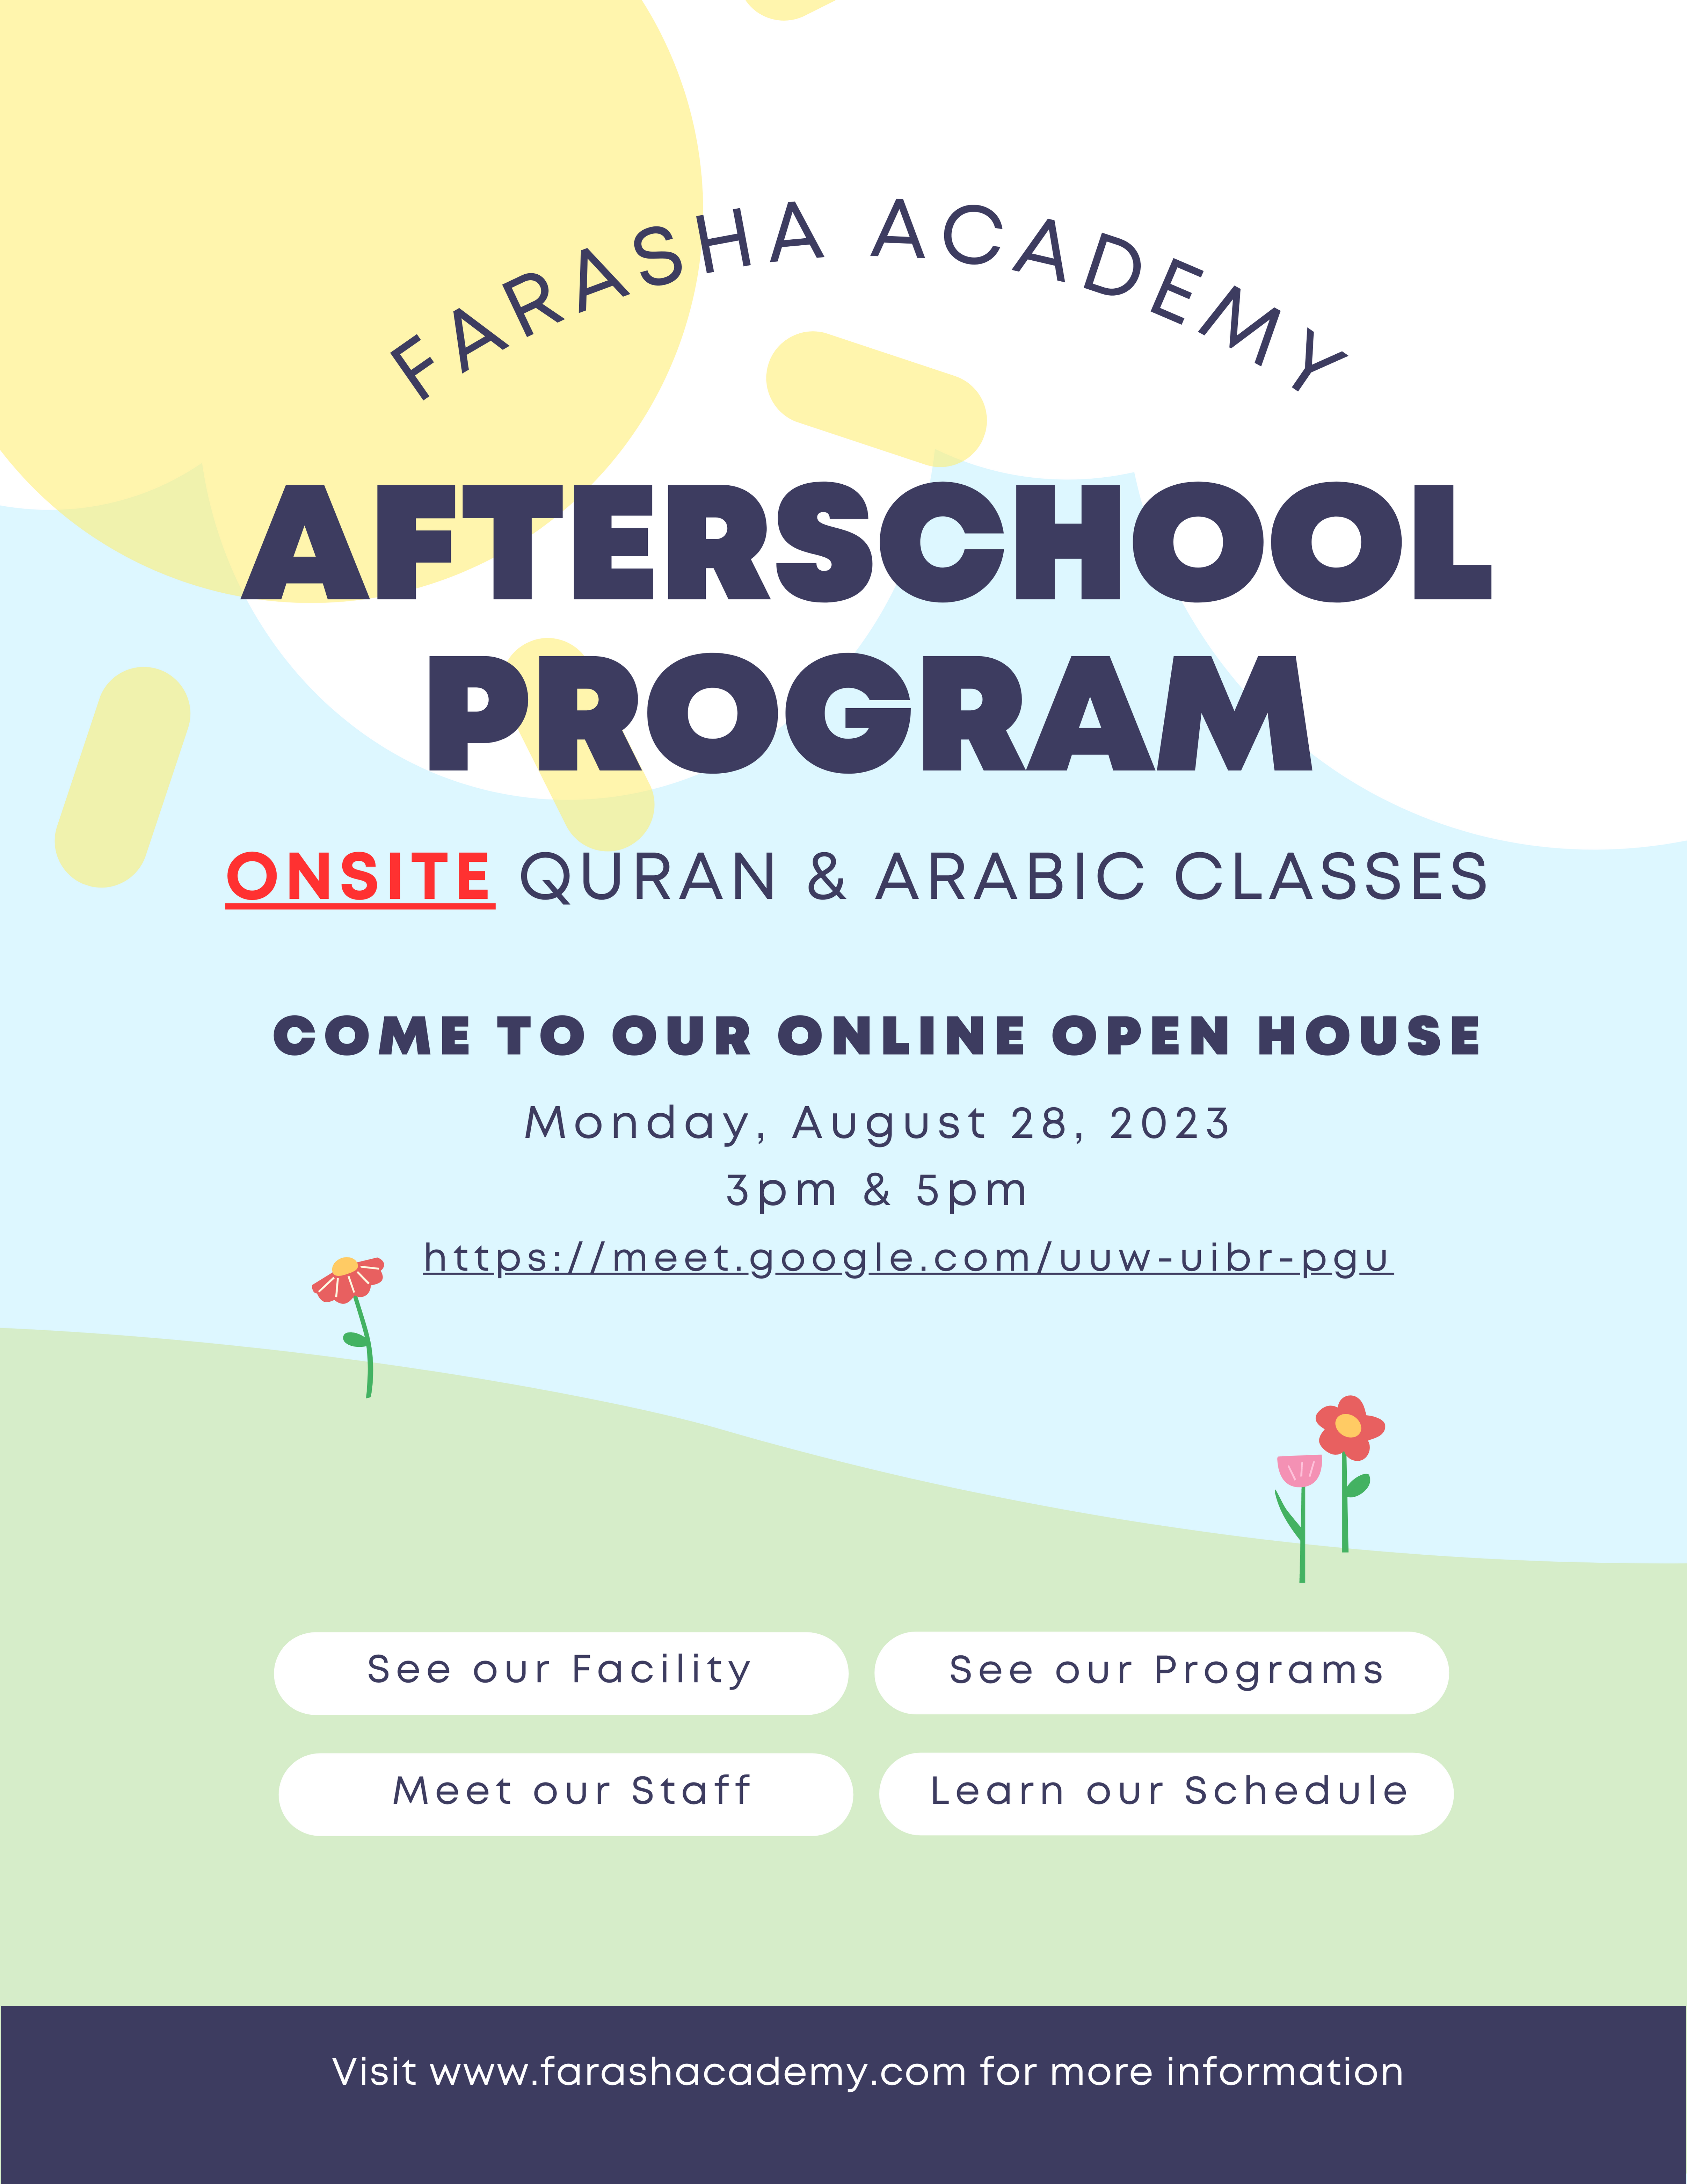 FARASHA ACADEMY
AFTERSCHOOL
PROGRAM
ONSITE QURAN & ARABIC CLASSES
COME TO OUR ONLINE OPEN HOUSE
Monday, August 28, 2023
3pm & 5pm
https://meet.google.com/uuw-uibr-pgu
See our Facility
See our Programs
Meet our Staff
Learn our Schedule
Visit www.farashacademy.com for more information